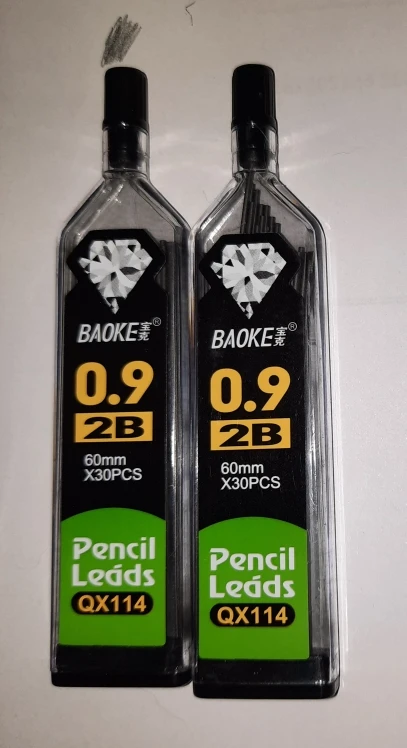 BAOKE宝克®
0.9
2B
60mm
X30PCS
Pencil
Leáds
QX114
BAOKE宝克®
0.9
2B
60mm
X30PCS
Pencil
Leáds
QX114